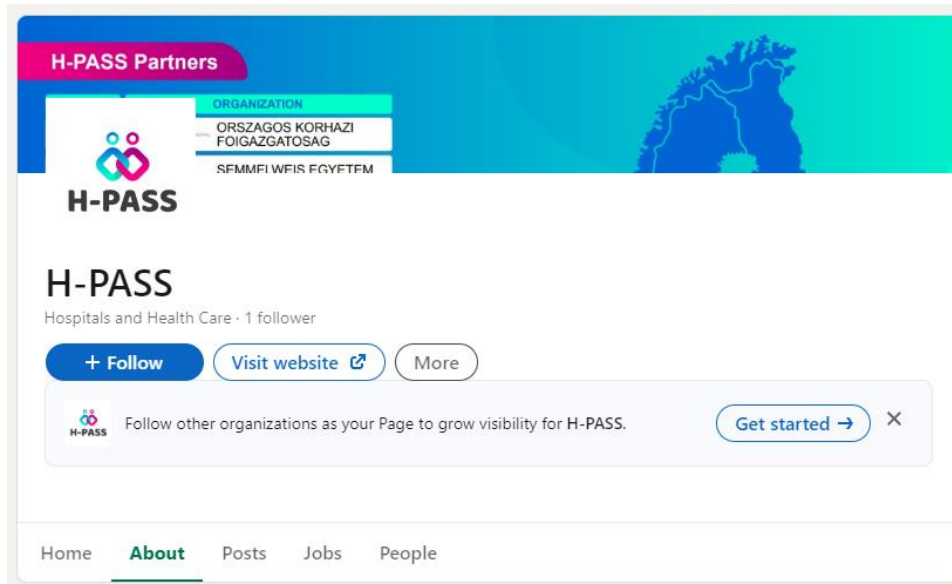 H-PASS Partners
ORGANIZATION
ORSZAGOS KORHAZI
FOIGAZGATOSAG
SEMMELWEIS EGYETEM
H-PASS
H-PASS
Hospitals and Health Care · 1 follower
+ Follow Visit website More
H-PASS
Follow other organizations as your Page to grow visibility for H-PASS. Get started →
Home About Posts Jobs People